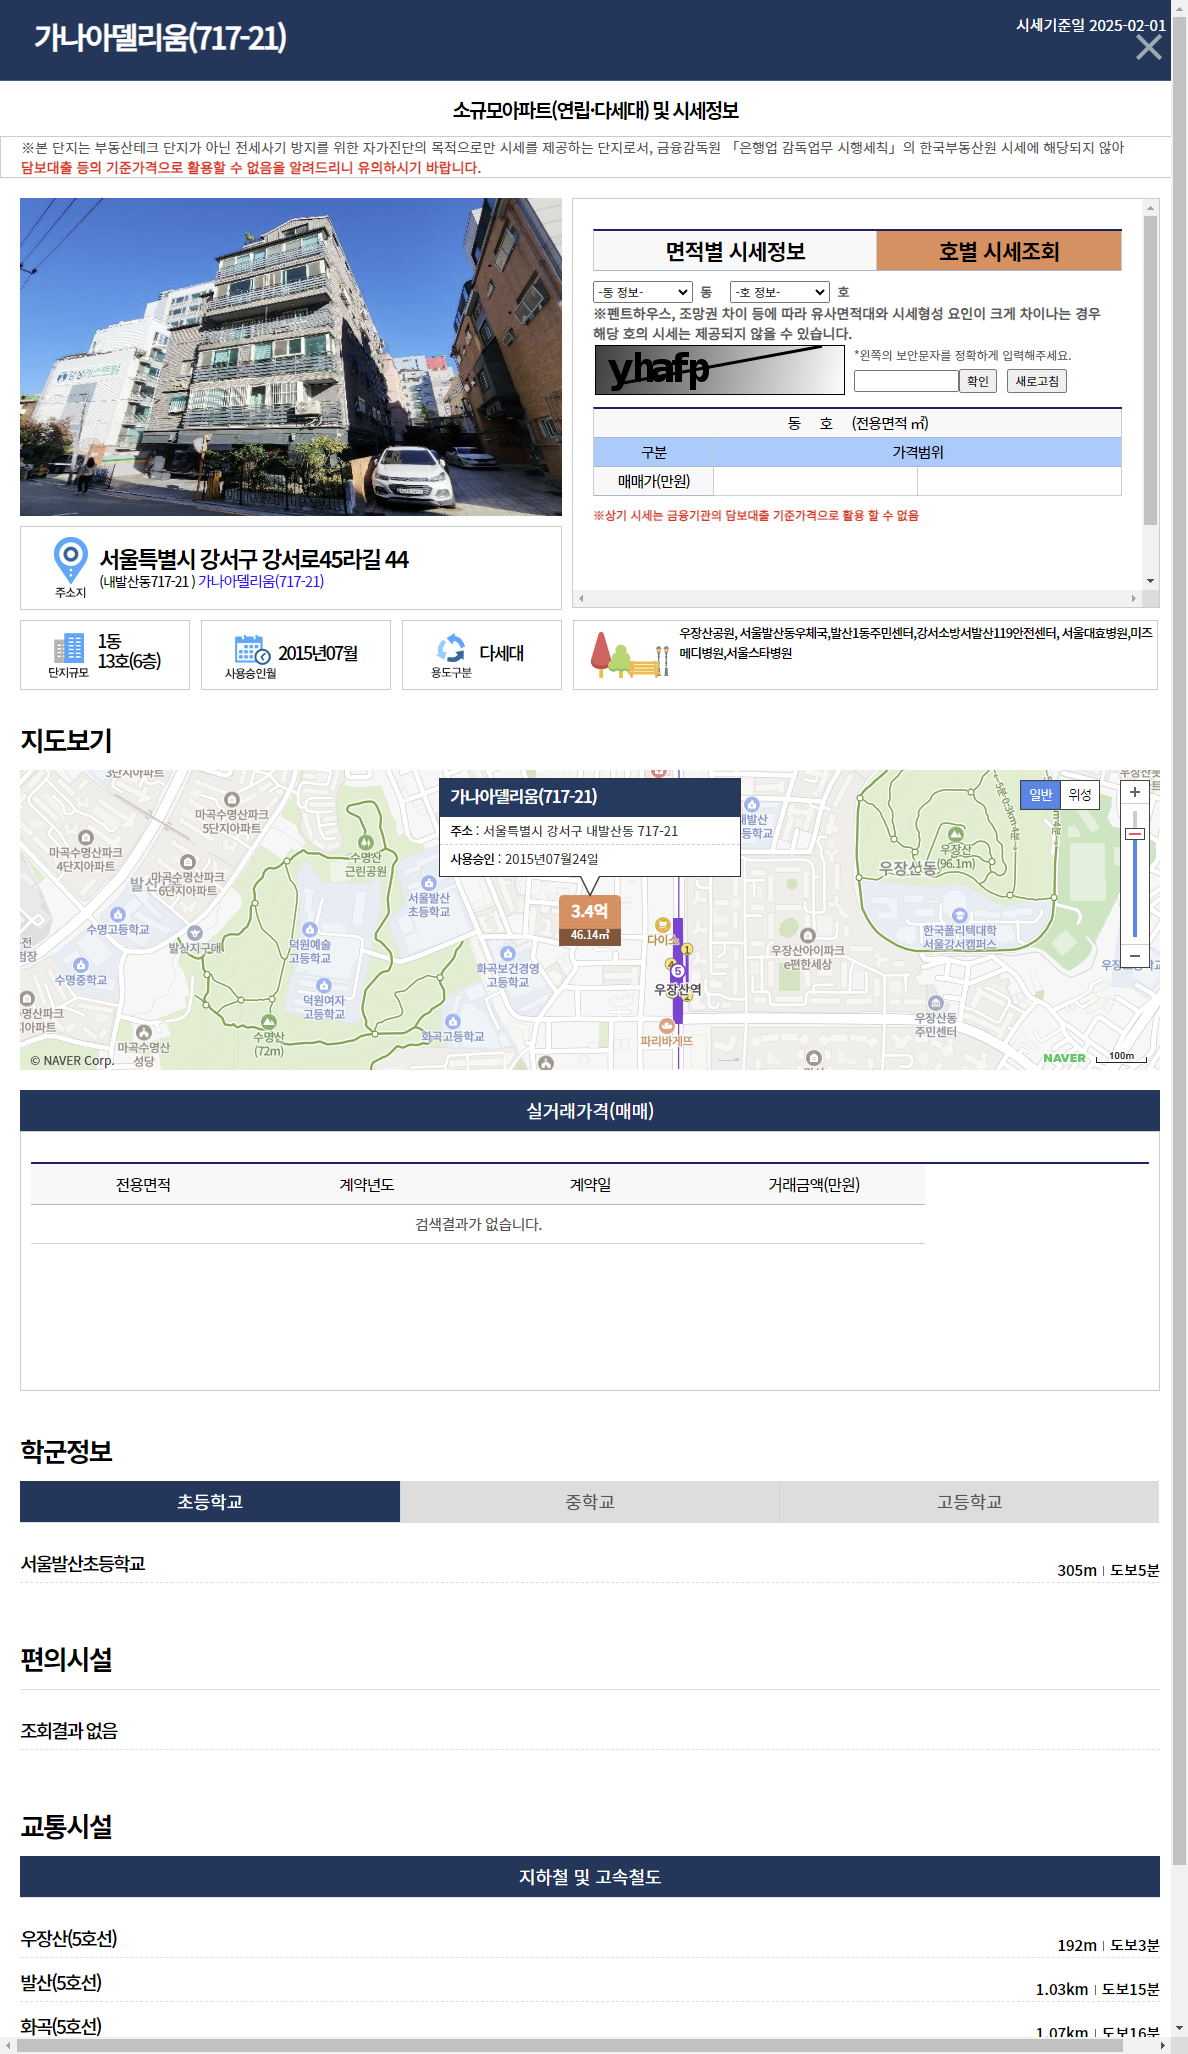 가나아델리움(717-21)
시세기준일 2025-02-01
소규모아파트(연립·다세대) 및 시세정보
※본 단지는 부동산테크 단지가 아닌 전세사기 방지를 위한 자가진단의 목적으로만 시세를 제공하는 단지로서, 금융감독원 「은행업 감독업무 시행세칙」의 한국부동산원 시세에 해당되지 않아
담보대출 등의 기준가격으로 활용할 수 없음을 알려드리니 유의하시기 바랍니다.
면적별 시세정보
호별 시세조회
-동 정보- 동 -호 정보- 호
※펜트하우스, 조망권 차이 등에 따라 유사면적대와 시세형성 요인이 크게 차이나는 경우
해당 호의 시세는 제공되지 않을 수 있습니다.
yhafp
*왼쪽의 보안문자를 정확하게 입력해주세요.
확인 새로고침
동 호 (전용면적 ㎡)
구분 가격범위
매매가(만원)
※상기 시세는 금융기관의 담보대출 기준가격으로 활용 할 수 없음
주소지
서울특별시 강서구 강서로45라길 44
(내발산동717-21 ) 가나아델리움(717-21)
단지규모
1동
13호(6층)
사용승인월
2015년07월
용도구분
다세대
우장산공원, 서울발산동우체국,발산1동주민센터,강서소방서발산119안전센터, 서울대효병원,미즈
메디병원,서울스타병원
지도보기
3단지아파트
마곡수명산파크
5단지아파트
마곡수명산파크
4단지아파트
마곡수명산파크
6단지아파트
수명고등학교
발산지구대
수명중학교
수명산
근린공원
서울발산
초등학교
덕원예술
고등학교
덕원여자
고등학교
화곡보건경영
고등학교
화곡고등학교
수명산
(72m)
마곡수명산
성당
가나아델리움(717-21)
주소 : 서울특별시 강서구 내발산동 717-21
사용승인 : 2015년07월24일
3.4억
46.14㎡
다이소
1
4
5
2
우장산역
파리바게뜨
우장산아이파크
e편한세상
우장산동
우장산
(96.1m)
한국폴리텍대학
서울강서캠퍼스
우장산동
주민센터
일반 위성
© NAVER Corp.
NAVER 100m
실거래가격(매매)
전용면적 계약년도 계약일 거래금액(만원)
검색결과가 없습니다.
학군정보
초등학교 중학교 고등학교
서울발산초등학교 305m | 도보5분
편의시설
조회결과 없음
교통시설
지하철 및 고속철도
우장산(5호선) 192m | 도보3분
발산(5호선) 1.03km | 도보15분
화곡(5호선) 1.07km | 도보16분